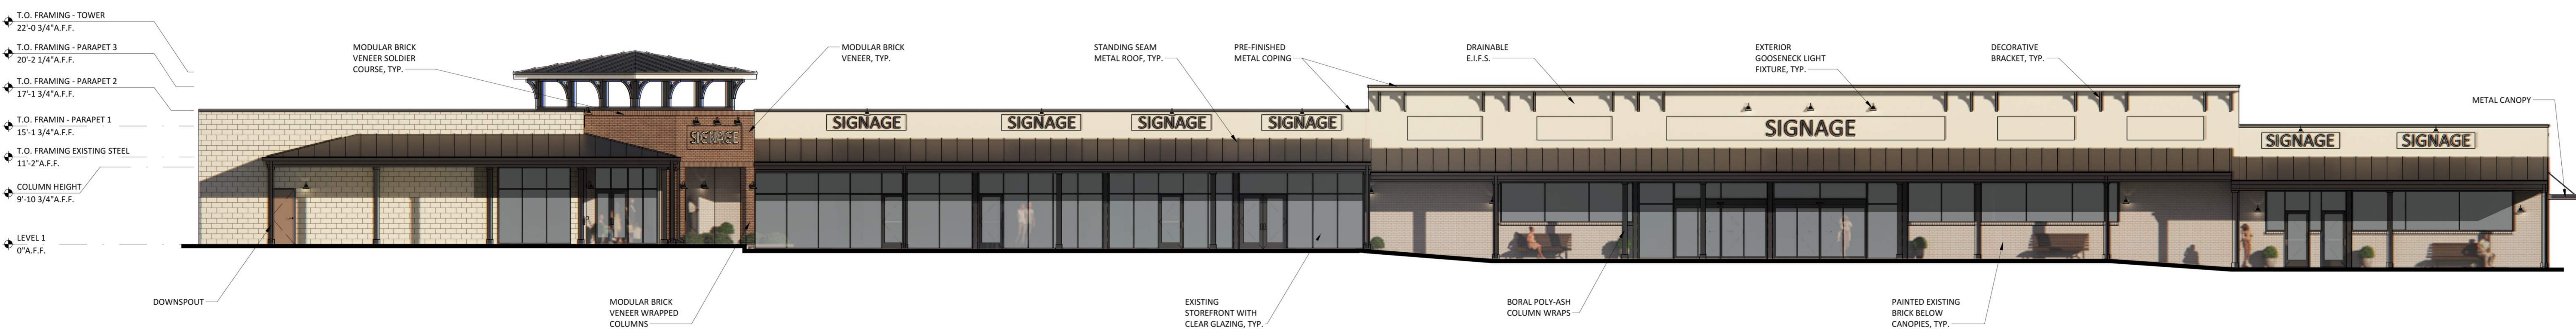 T.O. FRAMING - TOWER
22'-0 3/4"A.F.F.
T.O. FRAMING - PARAPET 3
20'-2 1/4"A.F.F.
T.O. FRAMING - PARAPET 2
17'-1 3/4"A.F.F.
T.O. FRAMIN - PARAPET 1
15'-1 3/4"A.F.F.
T.O. FRAMING EXISTING STEEL
11'-2"A.F.F.
COLUMN HEIGHT
9'-10 3/4"A.F.F.
LEVEL 1
0"A.F.F.
MODULAR BRICK
VENEER SOLDIER
COURSE, TYP.
MODULAR BRICK
VENEER, TYP.
STANDING SEAM
METAL ROOF, TYP.
PRE-FINISHED
METAL COPING
DRAINABLE
E.I.F.S.
EXTERIOR
GOOSENECK LIGHT
FIXTURE, TYP.
DECORATIVE
BRACKET, TYP.
METAL CANOPY
SIGNAGE
SIGNAGE
SIGNAGE
SIGNAGE
SIGNAGE
SIGNAGE
SIGNAGE
SIGNAGE
DOWNSPOUT
MODULAR BRICK
VENEER WRAPPED
COLUMNS
EXISTING
STOREFRONT WITH
CLEAR GLAZING, TYP.
BORAL POLY-ASH
COLUMN WRAPS
PAINTED EXISTING
BRICK BELOW
CANOPIES, TYP.